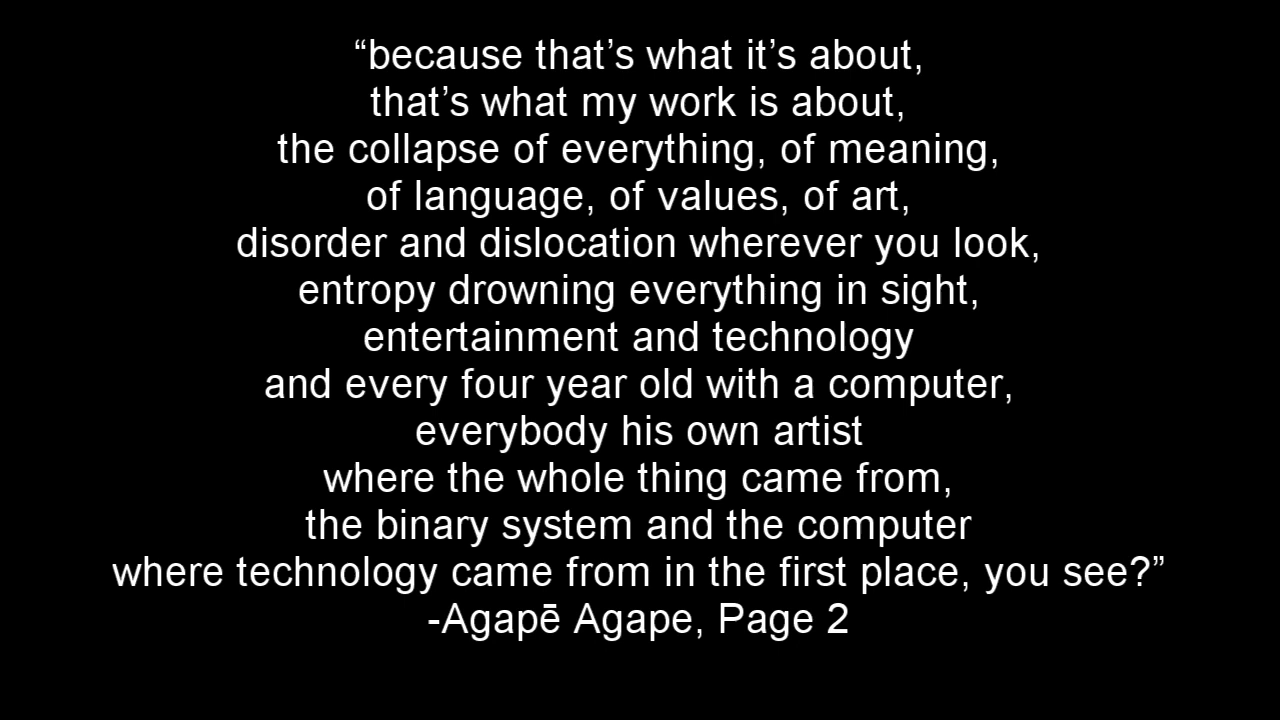 “because that’s what it’s about,
that’s what my work is about,
the collapse of everything, of meaning,
of language, of values, of art,
disorder and dislocation wherever you look,
entropy drowning everything in sight,
entertainment and technology
and every four year old with a computer,
everybody his own artist
where the whole thing came from,
the binary system and the computer
where technology came from in the first place, you see?”
-Agapē Agape, Page 2